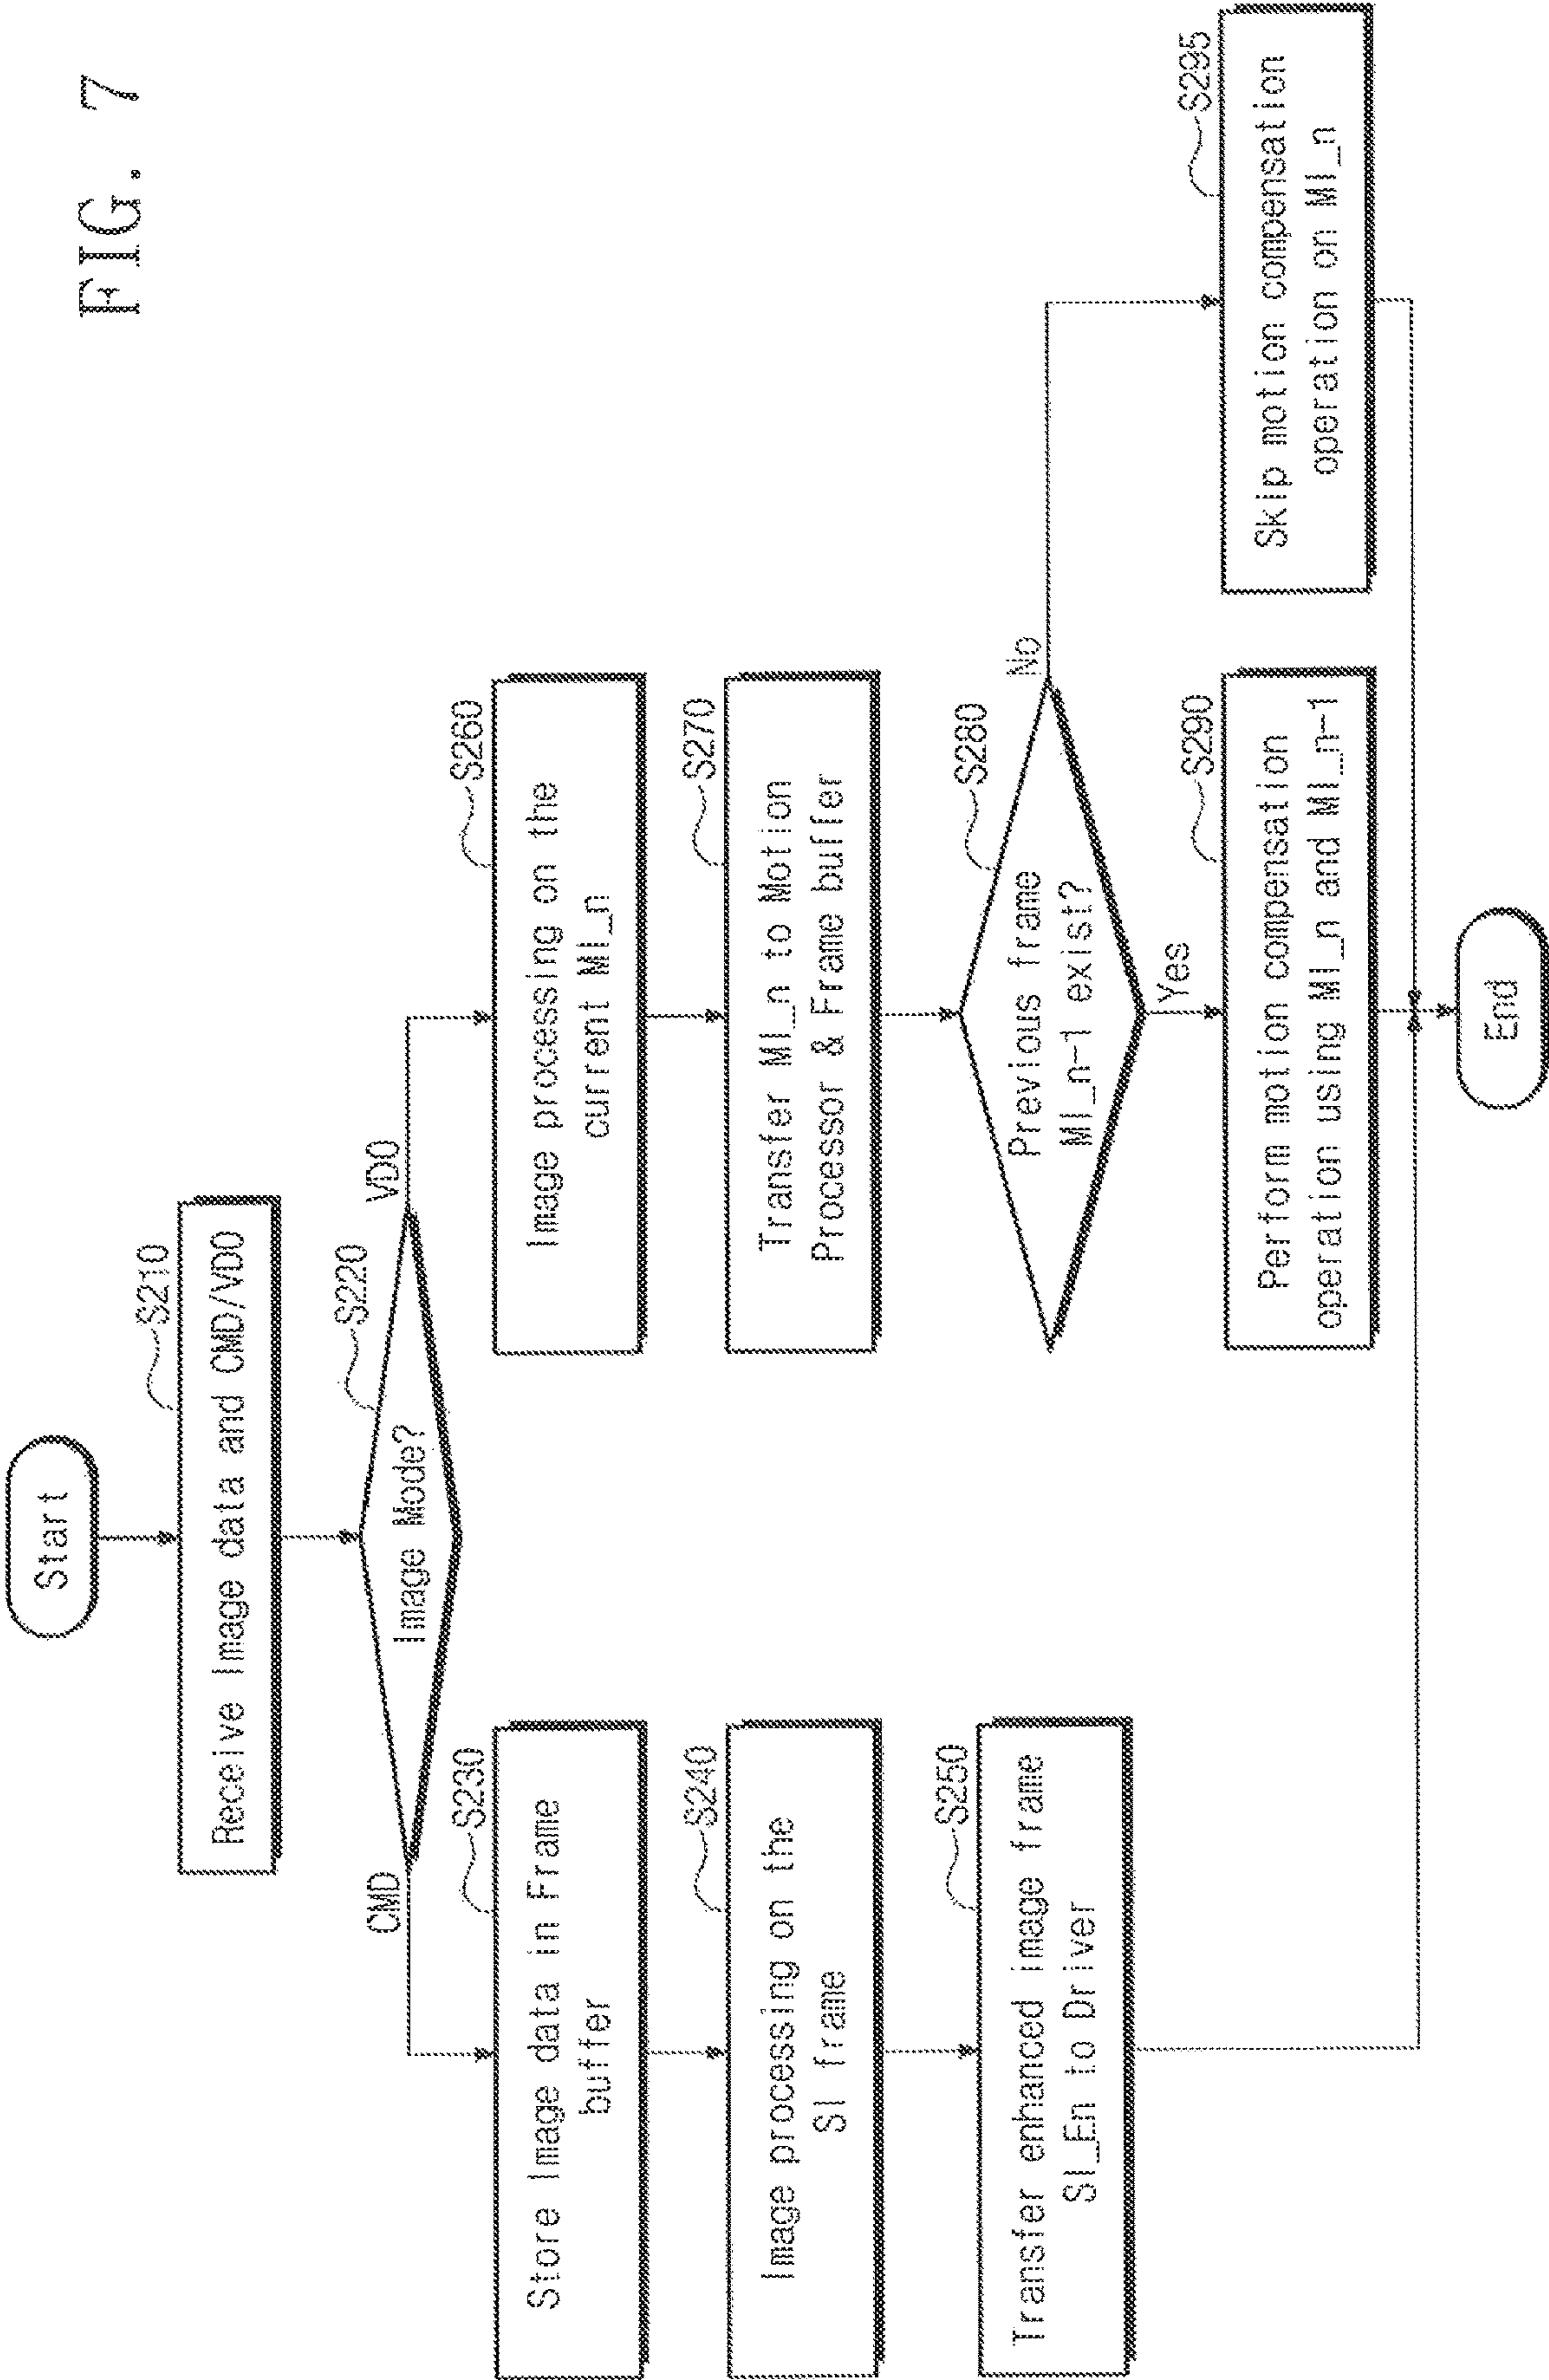 FIG. 7
Start
S210
Receive Image data and CMD/VDO
S220
Image Mode?
CMD
VDO
S230
Store Image data in Frame
buffer
S240
Image processing on the
SI frame
S250
Transfer enhanced image frame
SI_En to Driver
S260
Image processing on the
current MI_n
S270
Transfer MI_n to Motion
Processor & Frame buffer
S280
Previous frame
MI_n-1 exist?
No
Yes
S290
Perform motion compensation
operation using MI_n and MI_n-1
S295
Skip motion compensation
operation on MI_n
End